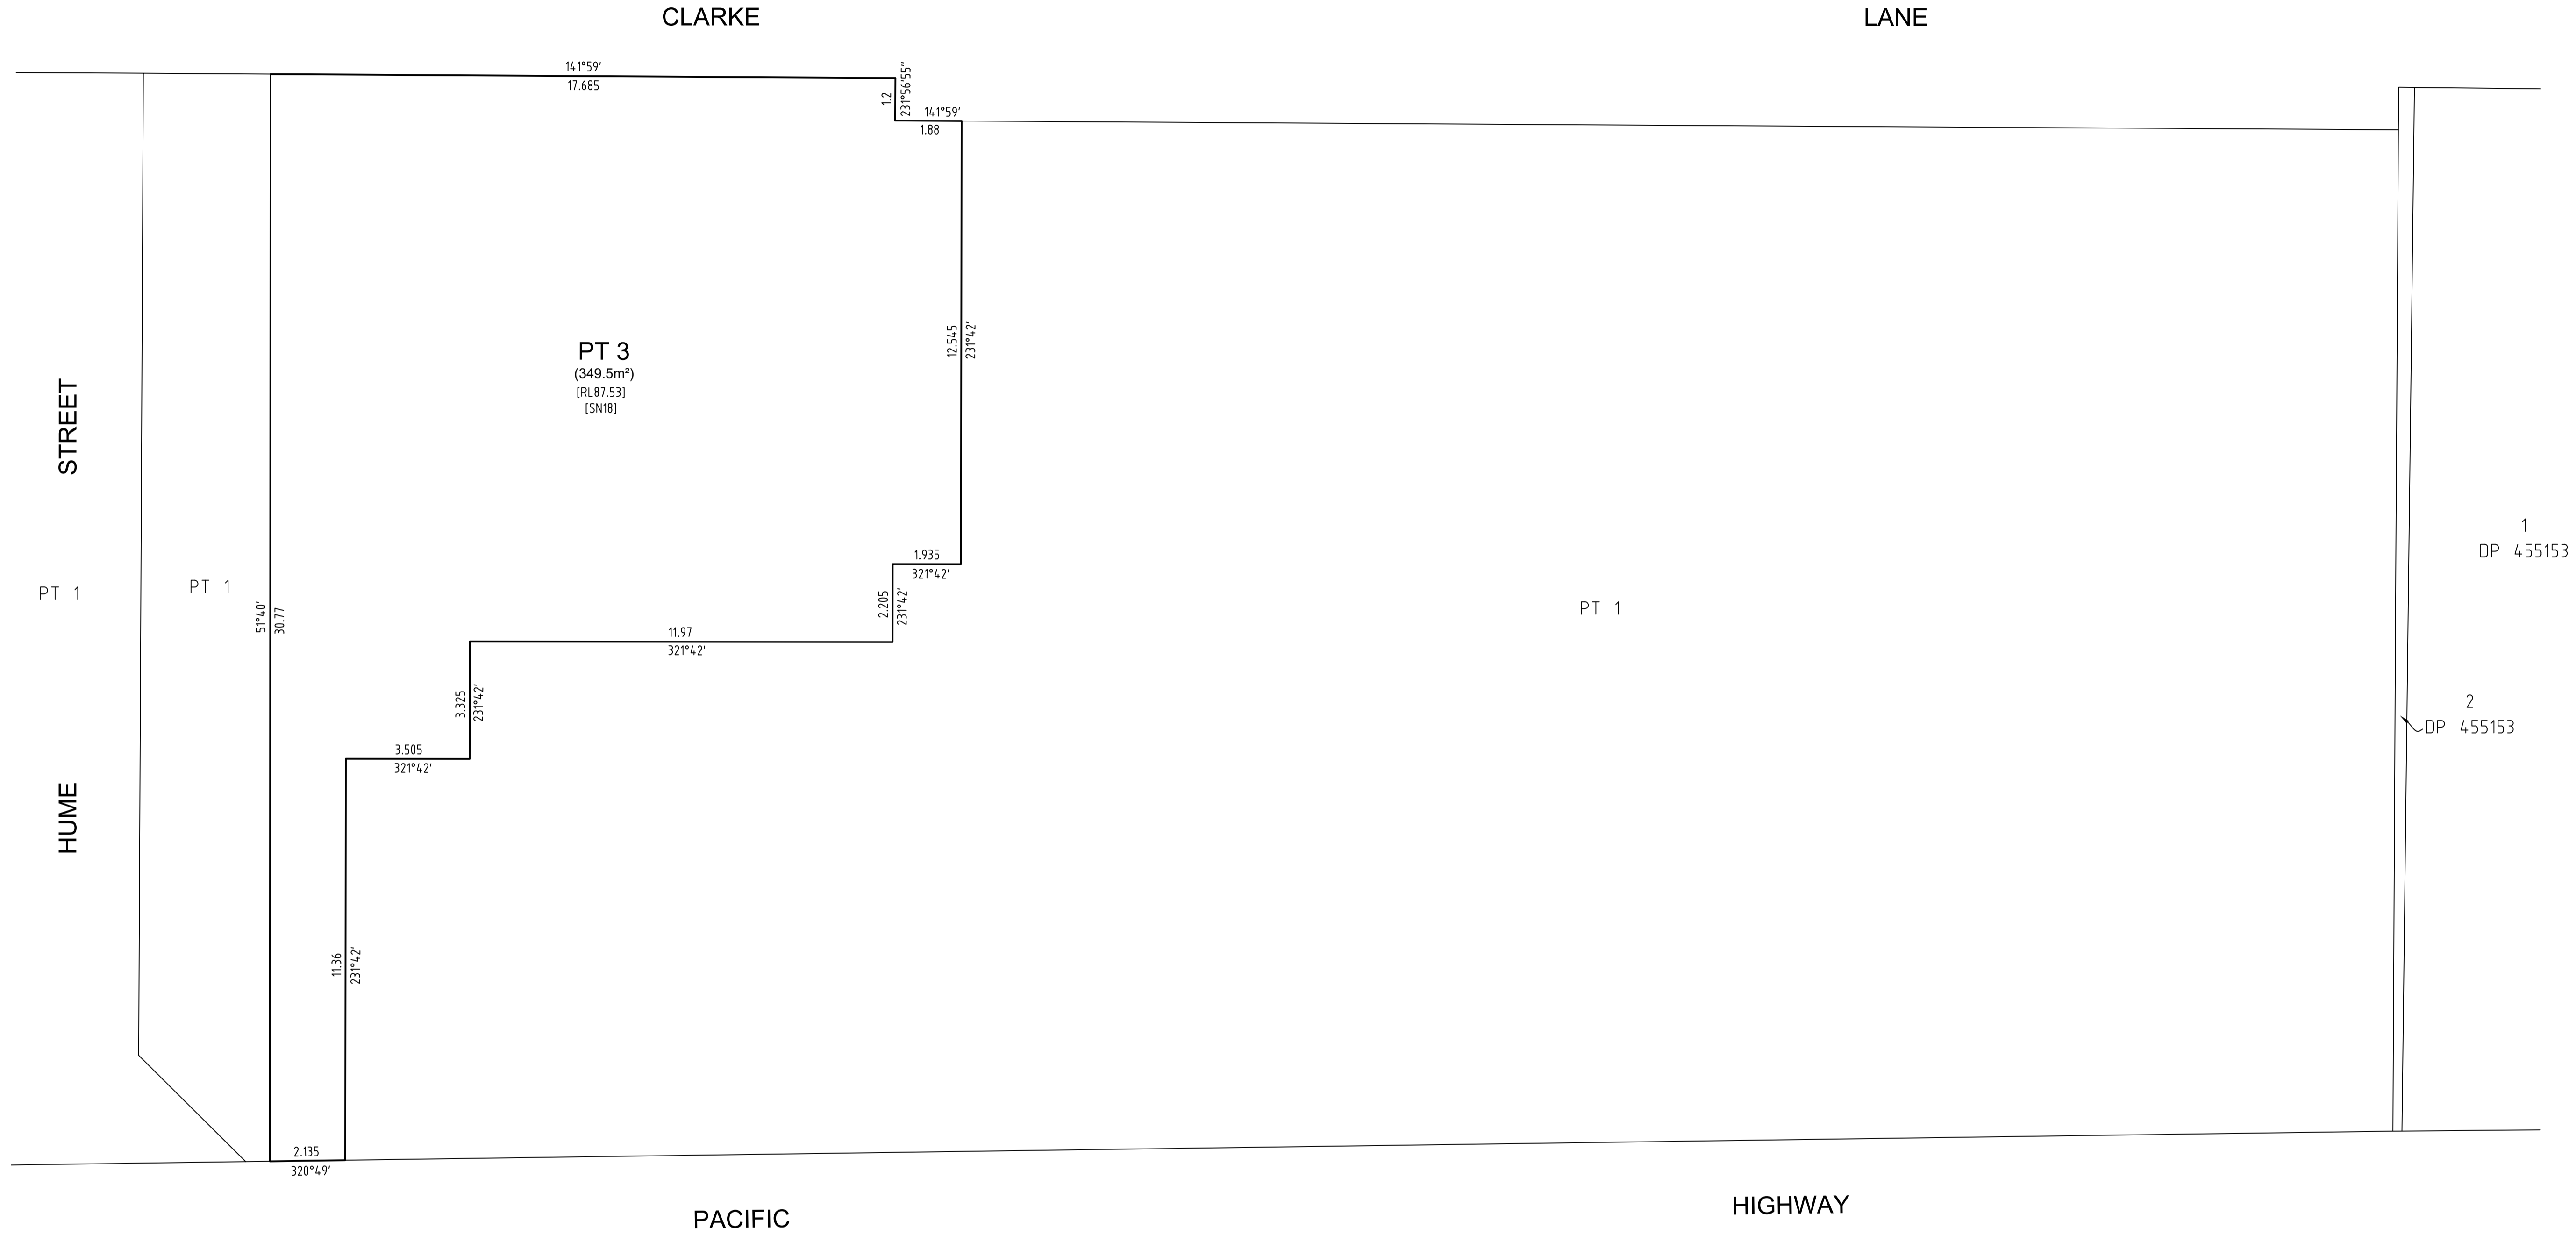 CLARKE
LANE
141°59'
17.685
1.2
231°56'55"
141°59'
1.88
PT 3
(349.5m²)
[RL87.53]
[SN18]
12.545
231°42'
STREET
HUME
PT 1
PT 1
51°40'
30.77
1.935
321°42'
2.205
231°42'
11.97
321°42'
3.325
231°42'
3.505
321°42'
11.36
231°42'
2.135
320°49'
PT 1
1
DP 455153
2
DP 455153
PACIFIC
HIGHWAY